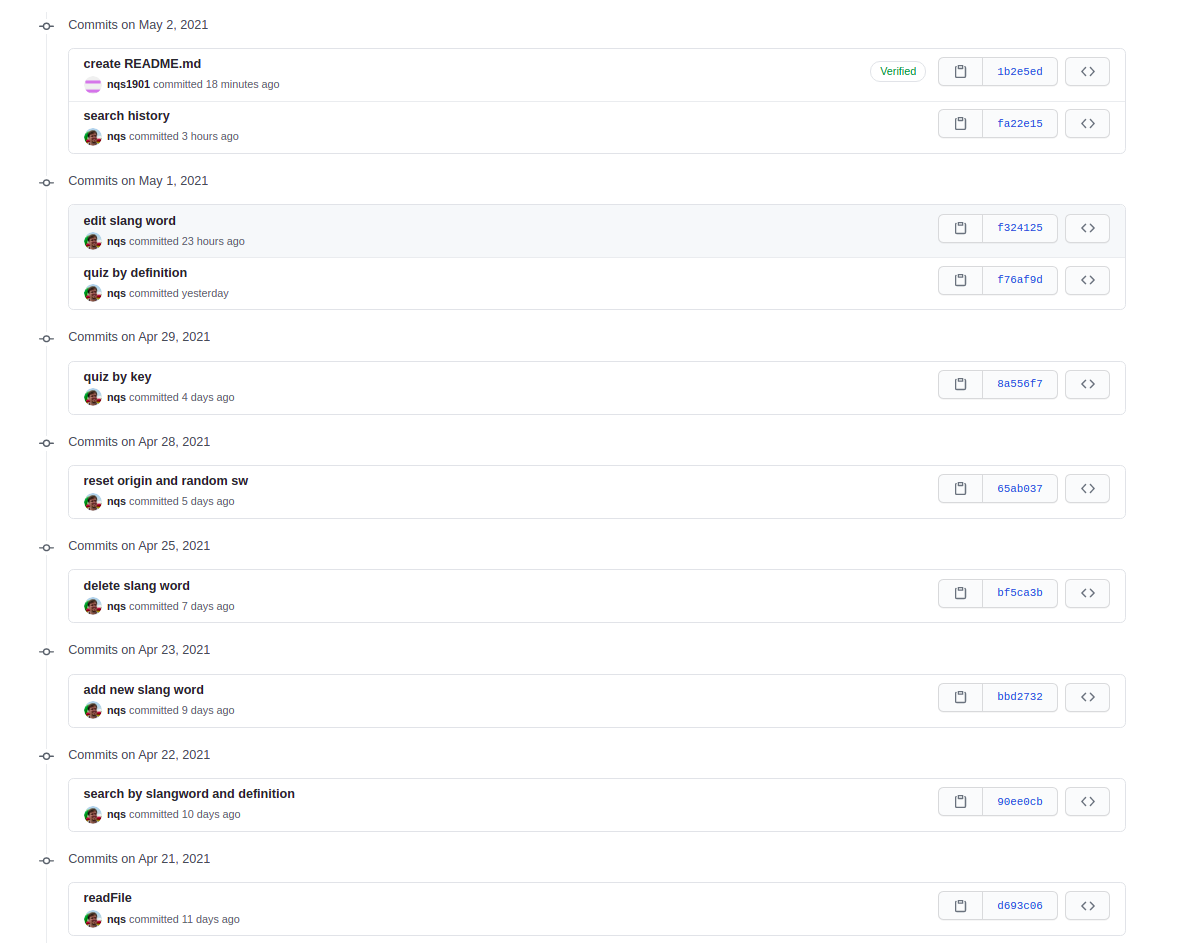 Commits on May 2, 2021
create README.md
nqs1901 committed 18 minutes ago
Verified
1b2e5ed
search history
nqs committed 3 hours ago
fa22e15
Commits on May 1, 2021
edit slang word
nqs committed 23 hours ago
f324125
quiz by definition
nqs committed yesterday
f76af9d
Commits on Apr 29, 2021
quiz by key
nqs committed 4 days ago
8a556f7
Commits on Apr 28, 2021
reset origin and random sw
nqs committed 5 days ago
65ab037
Commits on Apr 25, 2021
delete slang word
nqs committed 7 days ago
bf5ca3b
Commits on Apr 23, 2021
add new slang word
nqs committed 9 days ago
bbd2732
Commits on Apr 22, 2021
search by slangword and definition
nqs committed 10 days ago
90ee0cb
Commits on Apr 21, 2021
readFile
nqs committed 11 days ago
d693c06